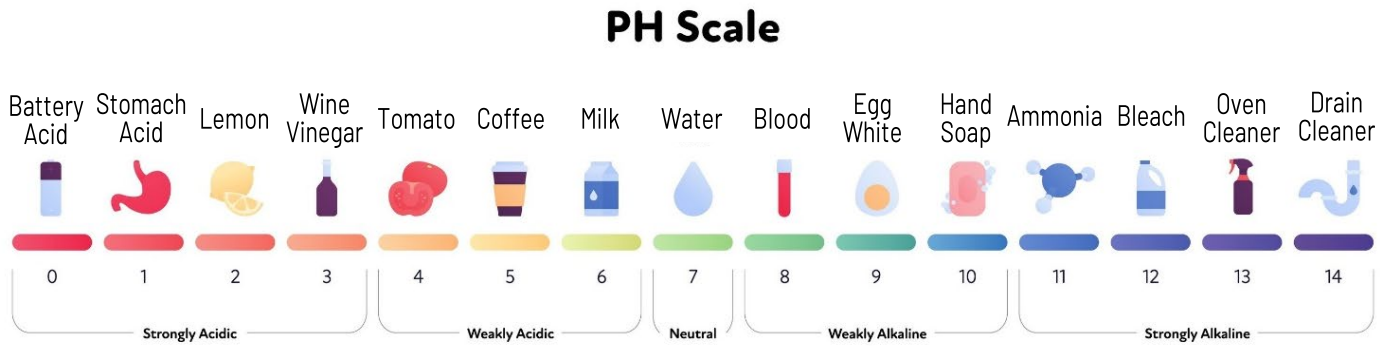 PH Scale
Battery
Acid
Stomach
Acid
Lemon
Wine
Vinegar
Tomato
Coffee
Milk
Water
Blood
Egg
White
Hand
Soap
Ammonia
Bleach
Oven
Cleaner
Drain
Cleaner
0 1 2 3 4 5 6 7 8 9 10 11 12 13 14
Strongly Acidic
Weakly Acidic
Neutral
Weakly Alkaline
Strongly Alkaline